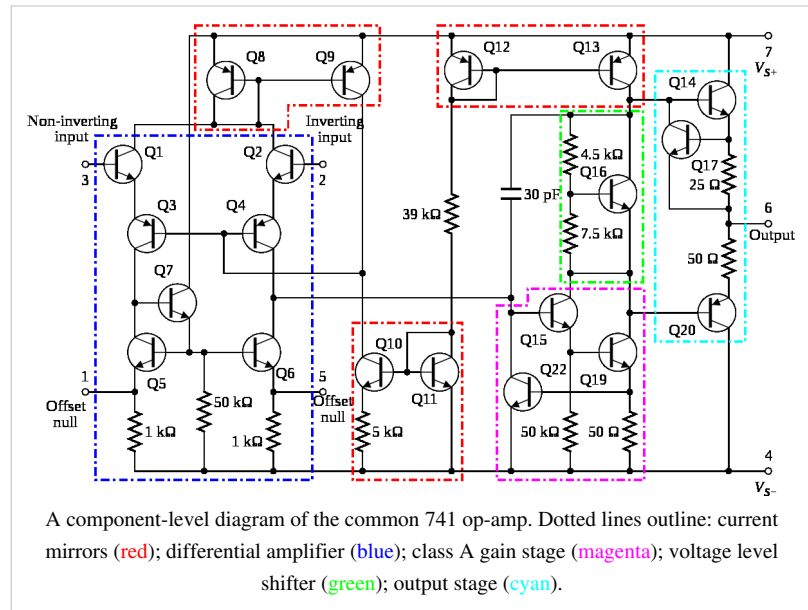 Q8
Q9
Q12
Q13
7
V_S+
Q14
Non-inverting
input
Inverting
input
Q1
Q2
3
2
Q17
4.5 kΩ
Q16
25 Ω
30 pF
Q3
Q4
39 kΩ
7.5 kΩ
6
Output
50 Ω
Q7
Q15
Q20
Q5
Q6
Q10
Q11
Q22
Q19
1
5
Offset
null
Offset
null
50 kΩ
1 kΩ
1 kΩ
5 kΩ
50 kΩ
50 Ω
4
V_S−
A component-level diagram of the common 741 op-amp. Dotted lines outline: current
mirrors (red); differential amplifier (blue); class A gain stage (magenta); voltage level
shifter (green); output stage (cyan).